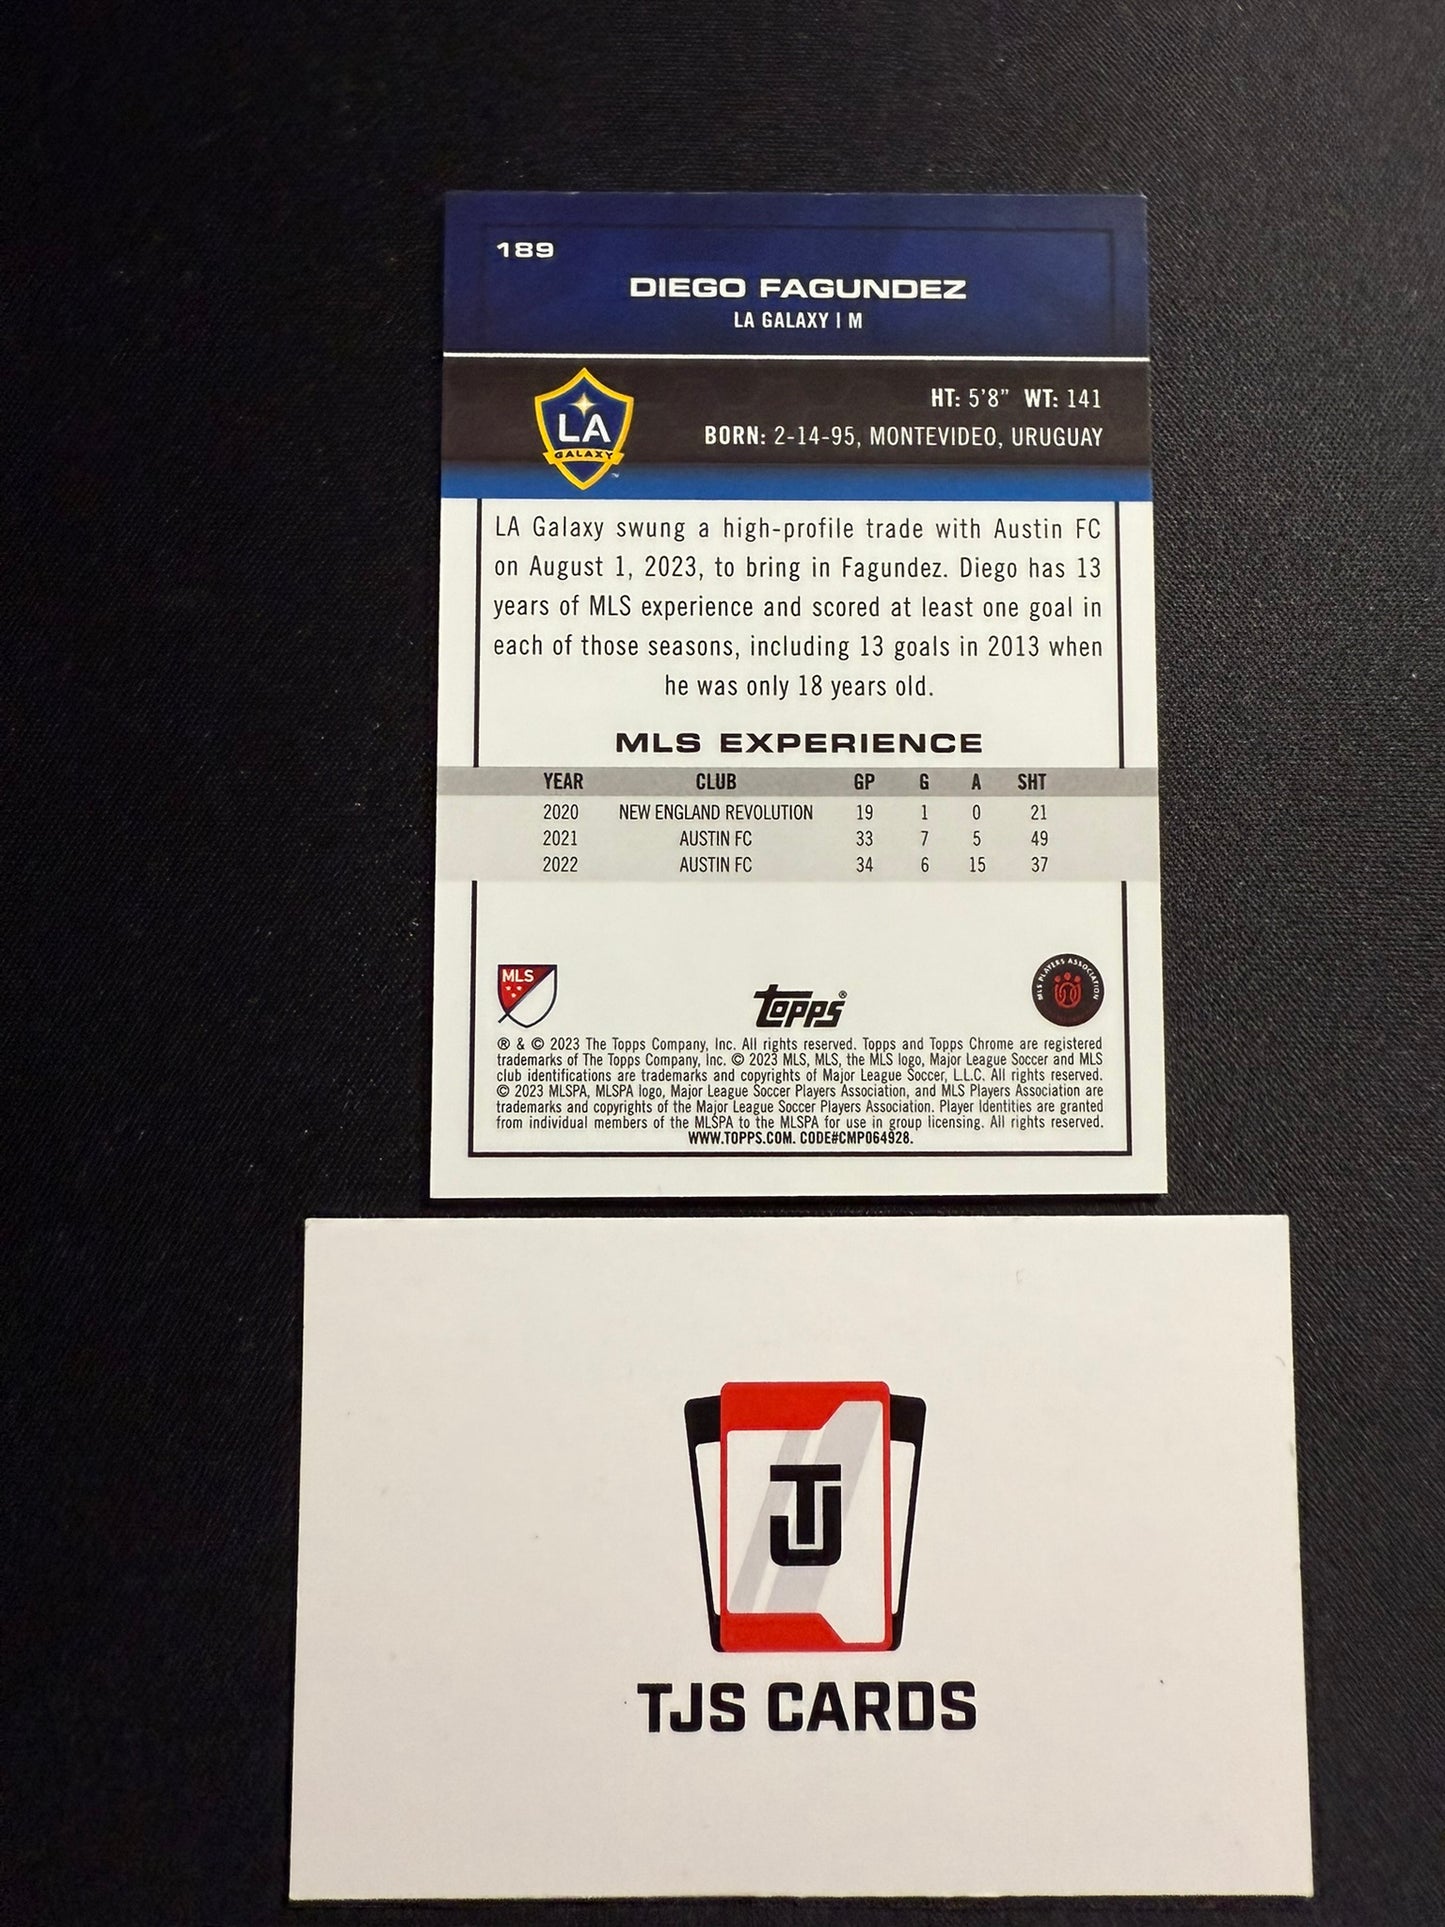 189
DIEGO FAGUNDEZ
LA GALAXY | M
LA
GALAXY
HT: 5'8" WT: 141
BORN: 2-14-95, MONTEVIDEO, URUGUAY
LA Galaxy swung a high-profile trade with Austin FC
on August 1, 2023, to bring in Fagundez. Diego has 13
years of MLS experience and scored at least one goal in
each of those seasons, including 13 goals in 2013 when
he was only 18 years old.
MLS EXPERIENCE
YEAR CLUB GP G A SHT
2020 NEW ENGLAND REVOLUTION 19 1 0 21
2021 AUSTIN FC 33 7 5 49
2022 AUSTIN FC 34 6 15 37
MLS
topps®
MLS PLAYERS ASSOCIATION
® & © 2023 The Topps Company, Inc. All rights reserved. Topps and Topps Chrome are registered
trademarks of The Topps Company, Inc. © 2023 MLS, MLS, the MLS logo, Major League Soccer and MLS
club identifications are trademarks and copyrights of Major League Soccer, L.L.C. All rights reserved.
© 2023 MLSPA, MLSPA logo, Major League Soccer Players Association, and MLS Players Association are
trademarks and copyrights of the Major League Soccer Players Association. Player Identities are granted
from individual members of the MLSPA to the MLSPA for use in group licensing. All rights reserved.
WWW.TOPPS.COM. CODE#CMP064928.
TJ
TJS CARDS